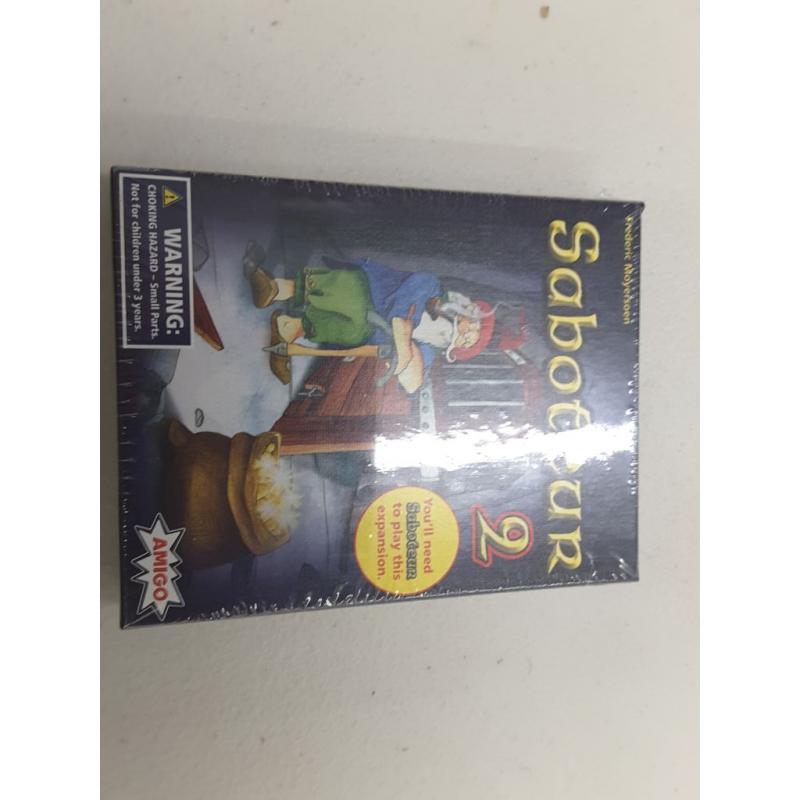 Frederic Moyersoen
Saboteur
2
You'll need
Saboteur
to play this
expansion.
WARNING:
CHOKING HAZARD – Small Parts.
Not for children under 3 years.
AMIGO